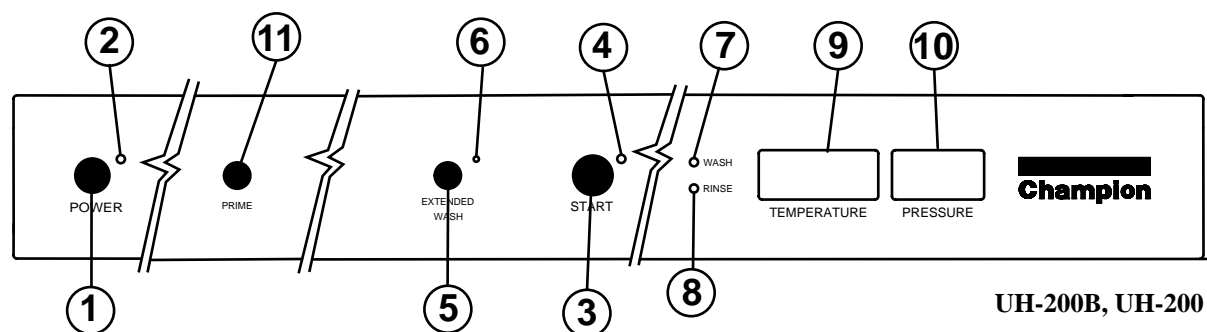 2
11
6
4
7
9
10
POWER
PRIME
EXTENDED
WASH
START
WASH
RINSE
TEMPERATURE
PRESSURE
Champion
1
5
3
8
UH-200B, UH-200